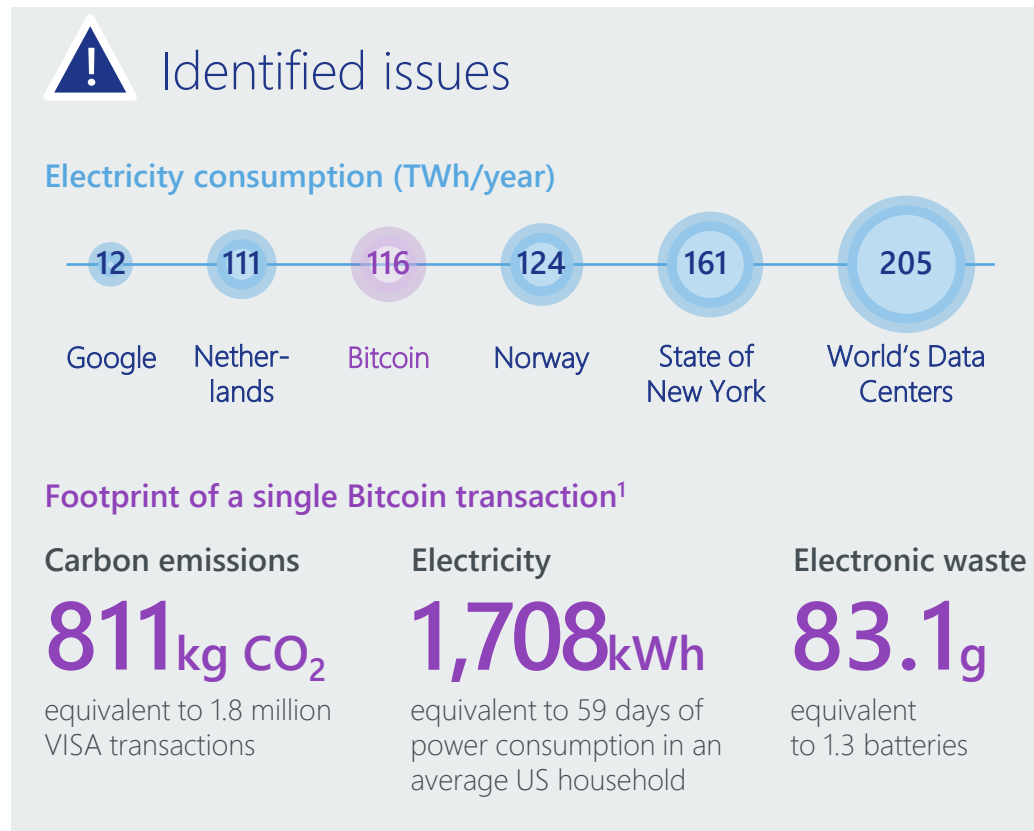 !
Identified issues
Electricity consumption (TWh/year)
12 111 116 124 161 205
Google Nether- Bitcoin Norway State of World's Data
lands New York Centers
Footprint of a single Bitcoin transaction¹
Carbon emissions Electricity Electronic waste
811kg CO₂ 1,708kWh 83.1g
equivalent to 1.8 million equivalent to 59 days of equivalent
VISA transactions power consumption in an to 1.3 batteries
average US household